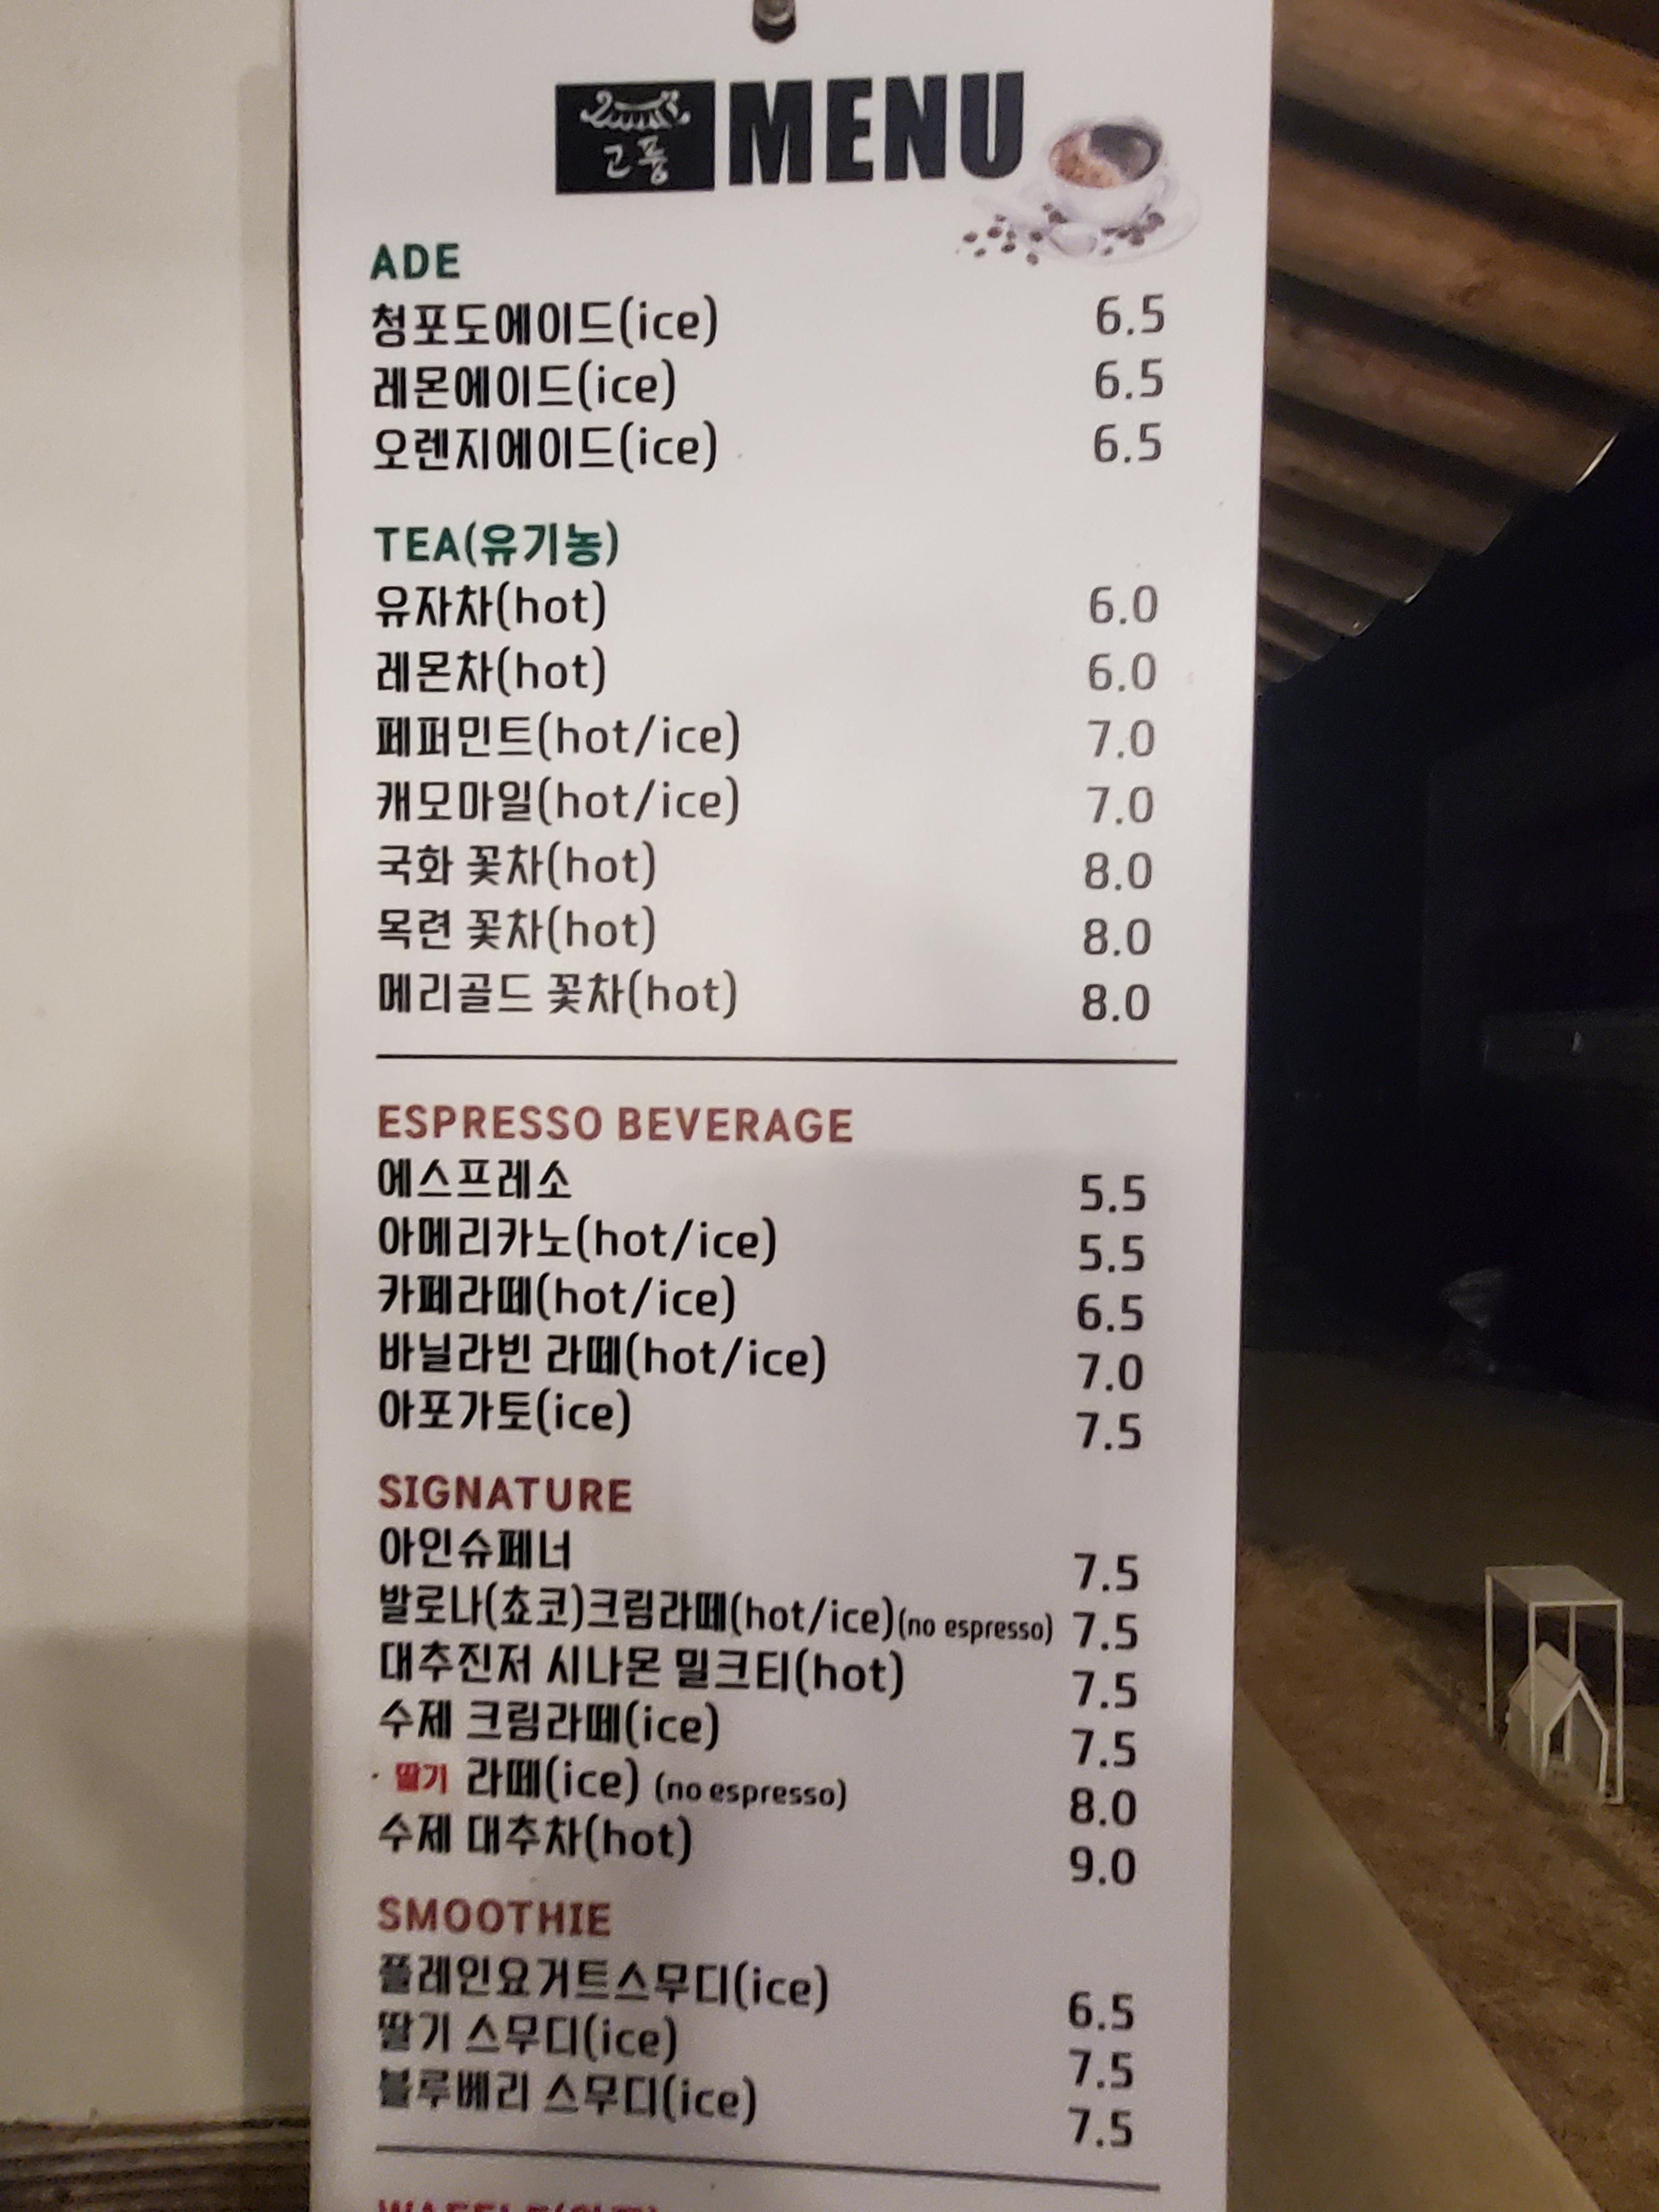 고풍 MENU
ADE
청포도에이드(ice) 6.5
레몬에이드(ice) 6.5
오렌지에이드(ice) 6.5
TEA(유기농)
유자차(hot) 6.0
레몬차(hot) 6.0
페퍼민트(hot/ice) 7.0
캐모마일(hot/ice) 7.0
국화 꽃차(hot) 8.0
목련 꽃차(hot) 8.0
메리골드 꽃차(hot) 8.0
ESPRESSO BEVERAGE
에스프레소 5.5
아메리카노(hot/ice) 5.5
카페라떼(hot/ice) 6.5
바닐라빈 라떼(hot/ice) 7.0
아포가토(ice) 7.5
SIGNATURE
아인슈페너 7.5
발로나(쵸코)크림라떼(hot/ice)(no espresso) 7.5
대추진저 시나몬 밀크티(hot) 7.5
수제 크림라떼(ice) 7.5
딸기 라떼(ice) (no espresso) 8.0
수제 대추차(hot) 9.0
SMOOTHIE
플레인요거트스무디(ice) 6.5
딸기 스무디(ice) 7.5
블루베리 스무디(ice) 7.5